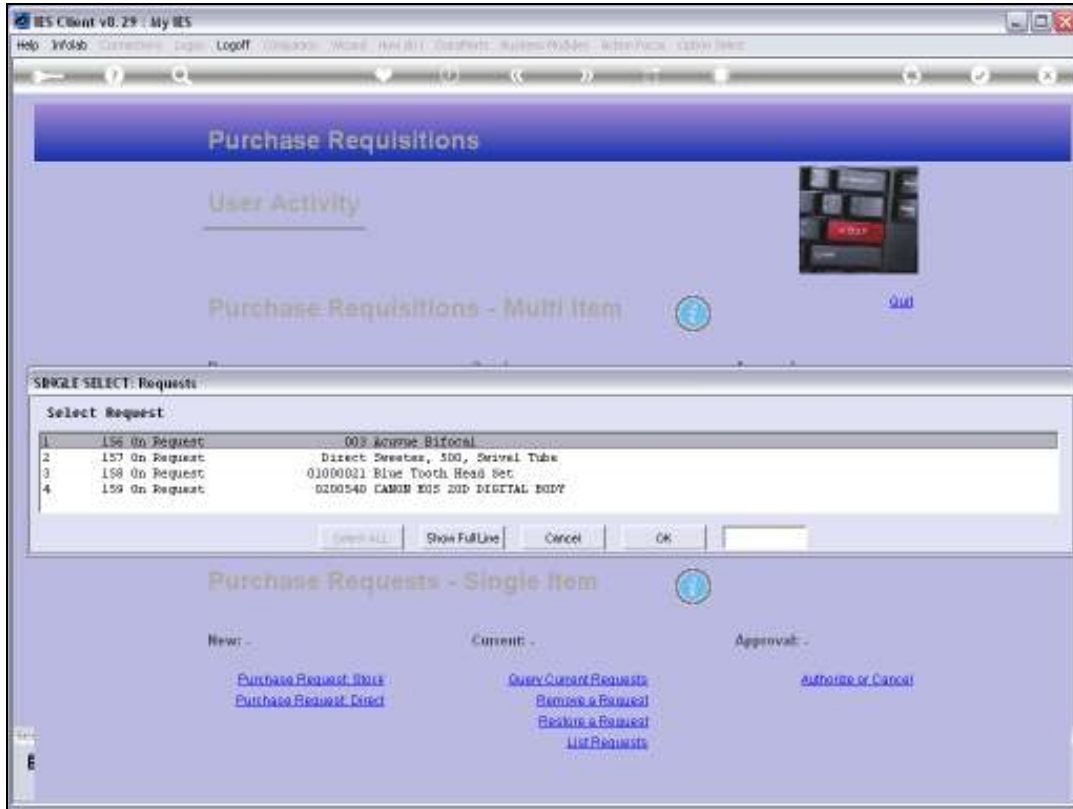 IES Client v8.29 : My IES
Help Infolab Logoff
Purchase Requisitions
User Activity
Purchase Requisitions - Multi Item
Quit
SINGLE SELECT: Requests
Select Request
1 156 On Request 003 Acuvue Bifocal
2 157 On Request Direct Sweeter, 500, Swivel Tube
3 158 On Request 01000021 Blue Tooth Head Set
4 159 On Request 0200540 CANON EOS 20D DIGITAL BODY
Select ALL Show Full Line Cancel OK
Purchase Requests - Single Item
New: - Current: - Approval: -
Purchase Request: Stock Query Current Requests Authorize or Cancel
Purchase Request: Direct Remove a Request
Restore a Request
List Requests